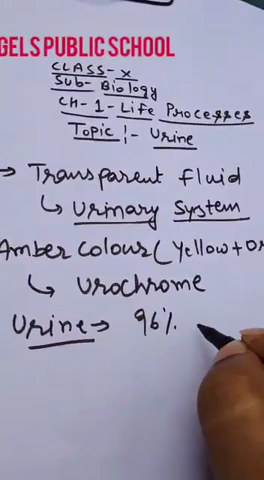 GELS PUBLIC SCHOOL
CLASS-X
Sub- Biology
CH-1-Life Processes
Topic :- Urine
→ Transparent fluid
↳ Urinary System
Amber Colour (Yellow+Or
↳ Urochrome
Urine → 96%